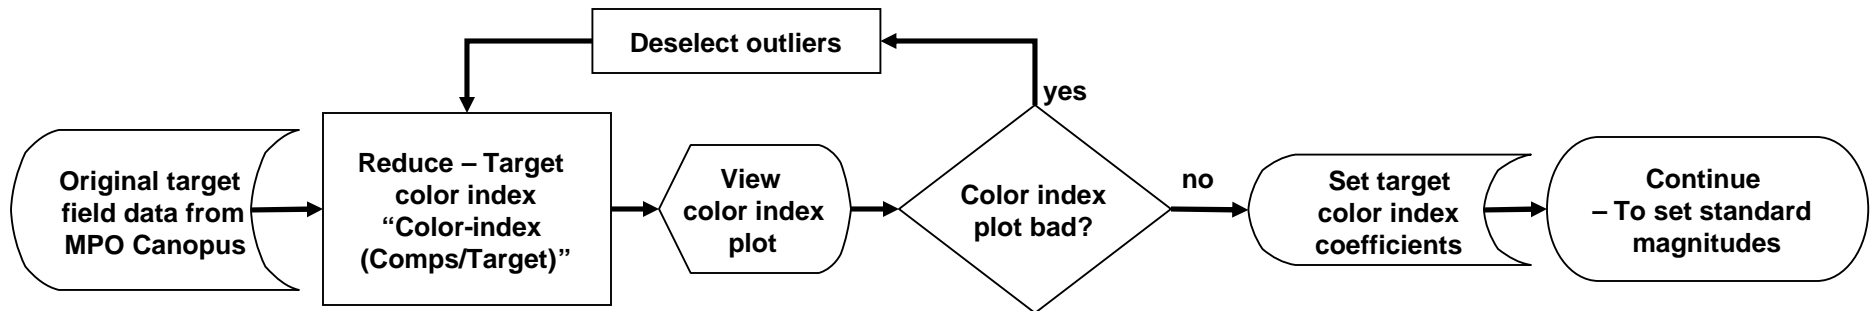 Deselect outliers
yes
Original target
field data from
MPO Canopus
Reduce – Target
color index
“Color-index
(Comps/Target)”
View
color index
plot
Color index
plot bad?
no
Set target
color index
coefficients
Continue
– To set standard
magnitudes